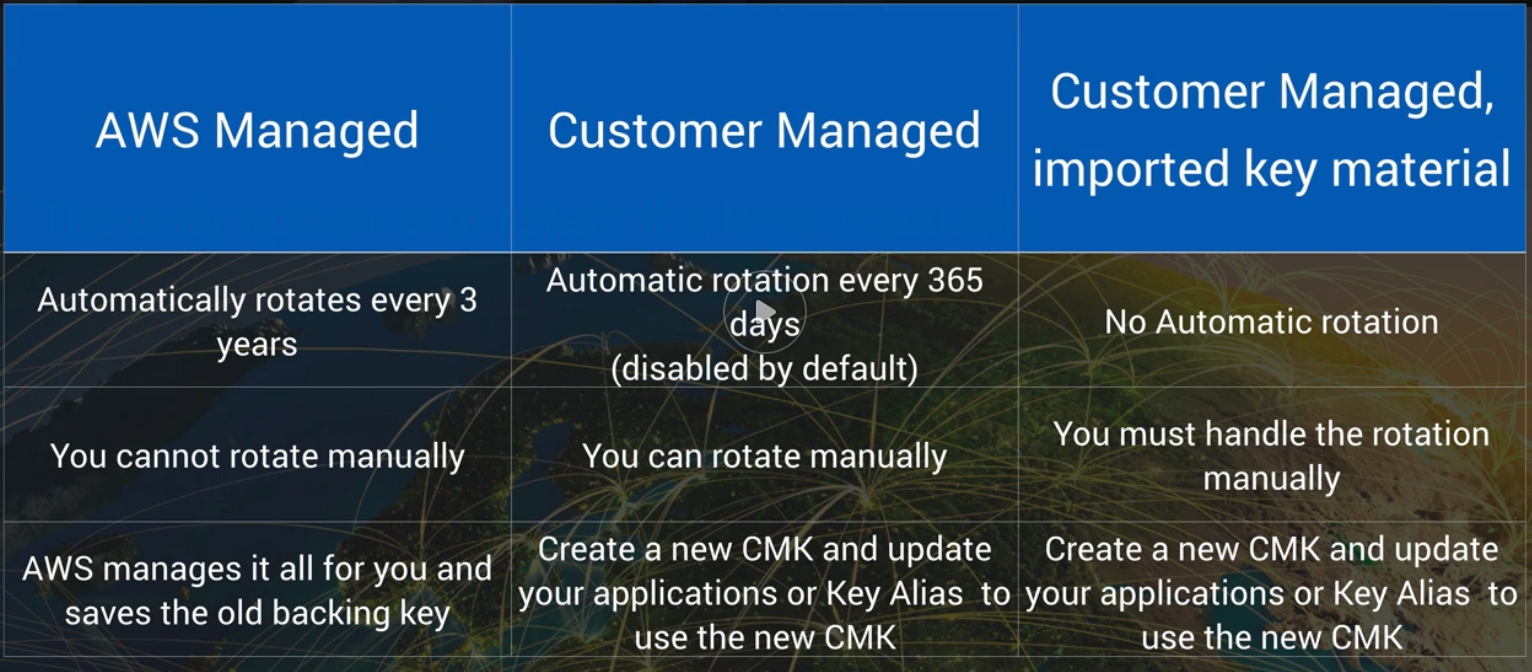 AWS Managed
Customer Managed
Customer Managed,
imported key material
Automatically rotates every 3
years
Automatic rotation every 365
days
(disabled by default)
No Automatic rotation
You cannot rotate manually
You can rotate manually
You must handle the rotation
manually
AWS manages it all for you and
saves the old backing key
Create a new CMK and update
your applications or Key Alias to
use the new CMK
Create a new CMK and update
your applications or Key Alias to
use the new CMK